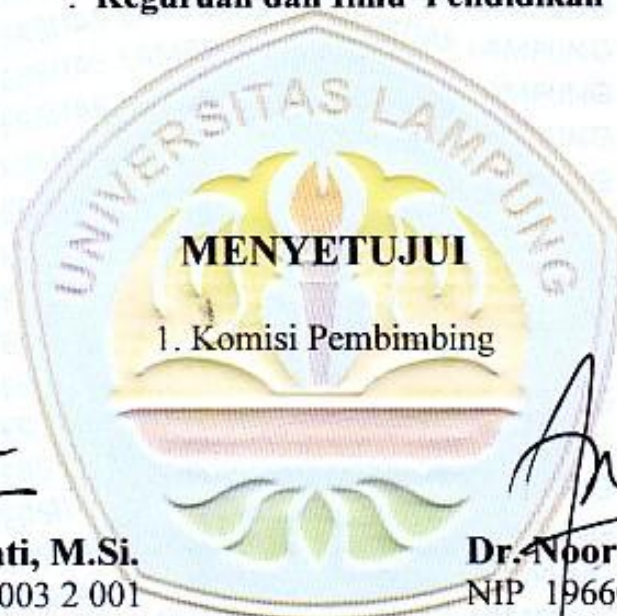 : Keguruan dan Ilmu Pendidikan
UNIVERSITAS LAMPUNG
MENYETUJUI
1. Komisi Pembimbing
ati, M.Si.
Dr. Noor
003 2 001
NIP 1966